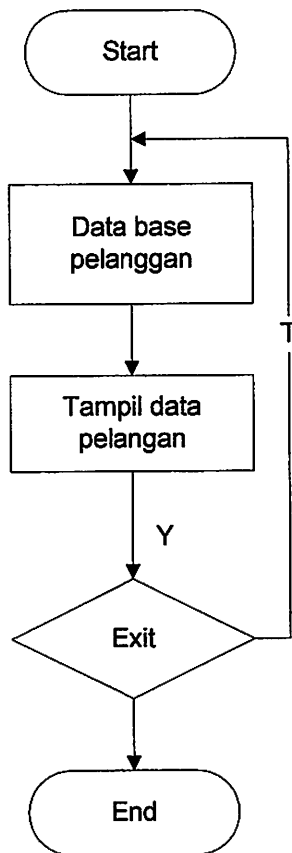 Start
Data base
pelanggan
T
Tampil data
pelangan
Y
Exit
End